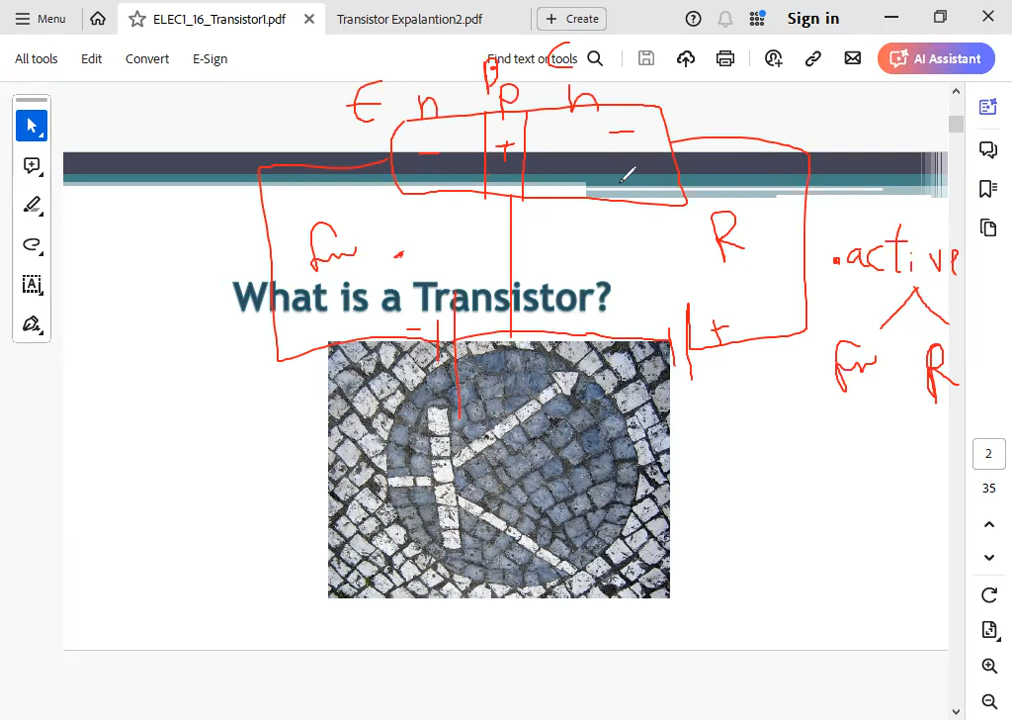 Menu
ELEC1_16_Transistor1.pdf
Transistor Expalantion2.pdf
Create
Sign in
All tools
Edit
Convert
E-Sign
Find text or tools
AI Assistant
E n B p n C
- + -
Fw R
.active
What is a Transistor?
- +
Fw R
2
35